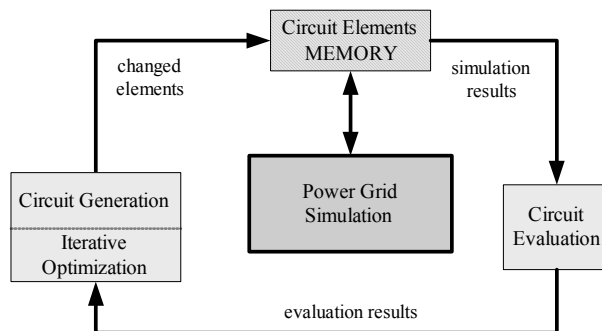 Circuit Elements
MEMORY
changed
elements
simulation
results
Circuit Generation
Iterative
Optimization
Power Grid
Simulation
Circuit
Evaluation
evaluation results